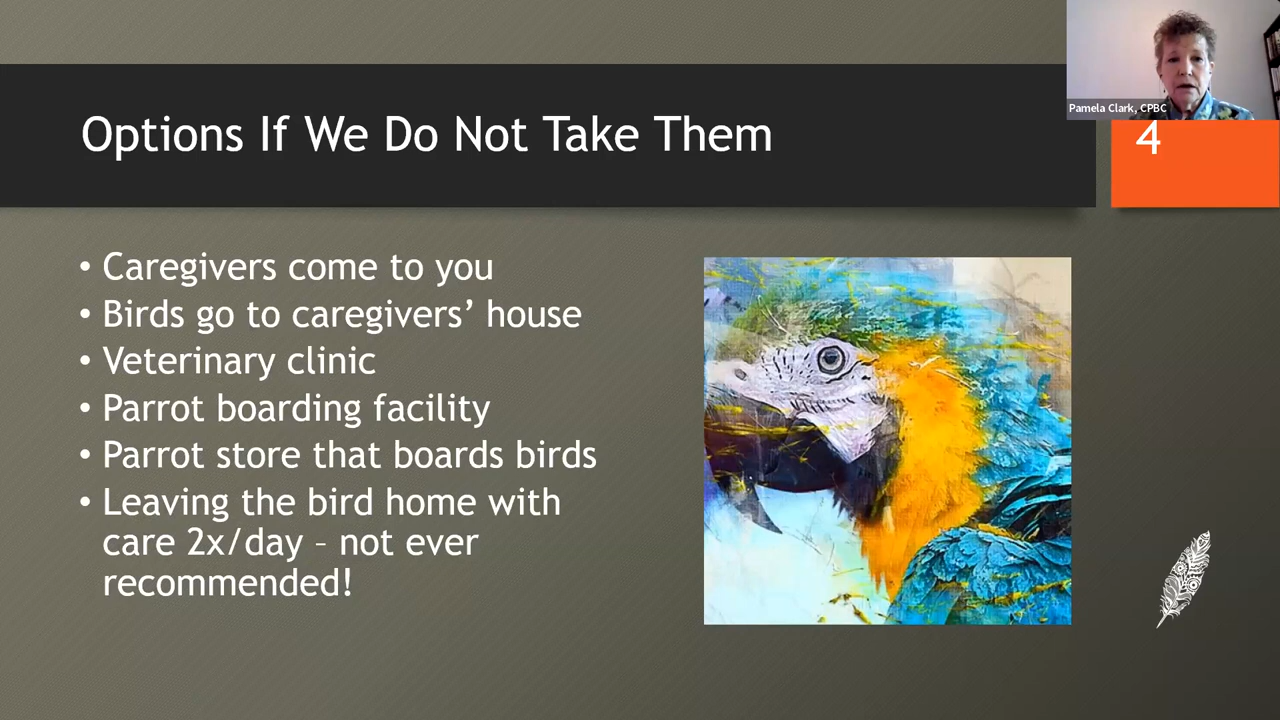 Pamela Clark, CPBC
Options If We Do Not Take Them
4
• Caregivers come to you
• Birds go to caregivers’ house
• Veterinary clinic
• Parrot boarding facility
• Parrot store that boards birds
• Leaving the bird home with
care 2x/day – not ever
recommended!